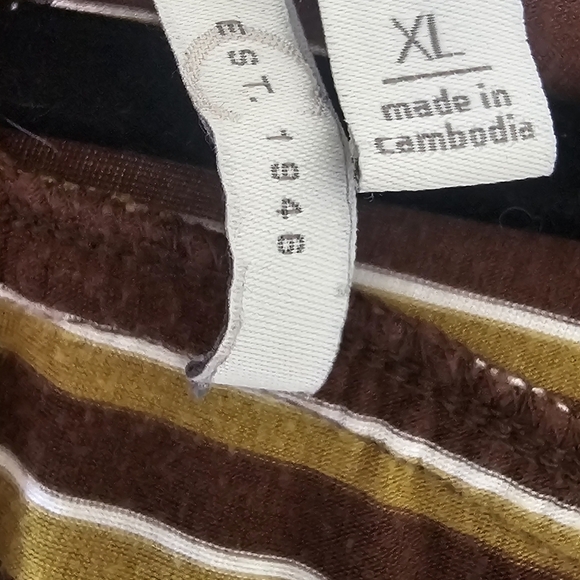 EST. 1946
XL
made in
cambodia